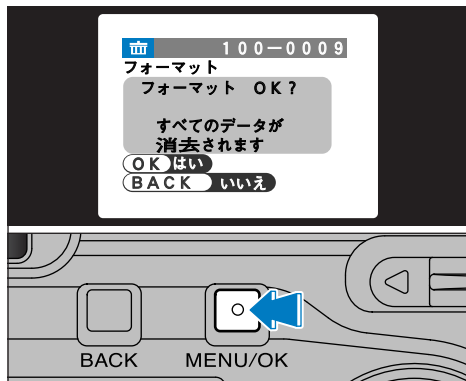 100-0009
フォーマット
フォーマット OK?
すべてのデータが
消去されます
OK はい
BACK いいえ
BACK MENU/OK